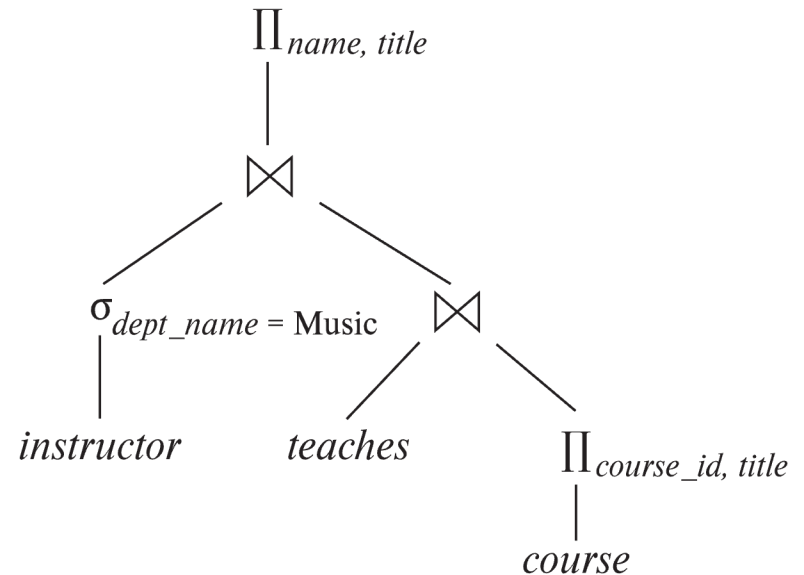 ∏name, title
⋈
σdept_name = Music
⋈
instructor
teaches
∏course_id, title
course